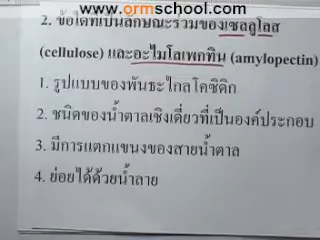 www.ormschool.com
2. ข้อใดที่เป็นลักษณะร่วมของเซลลูโลส
(cellulose) และอะไมโลเพกทิน (amylopectin)
1. รูปแบบของพันธะไกลโคซิดิก
2. ชนิดของน้ำตาลเชิงเดี่ยวที่เป็นองค์ประกอบ
3. มีการแตกแขนงของสายน้ำตาล
4. ย่อยได้ด้วยน้ำลาย